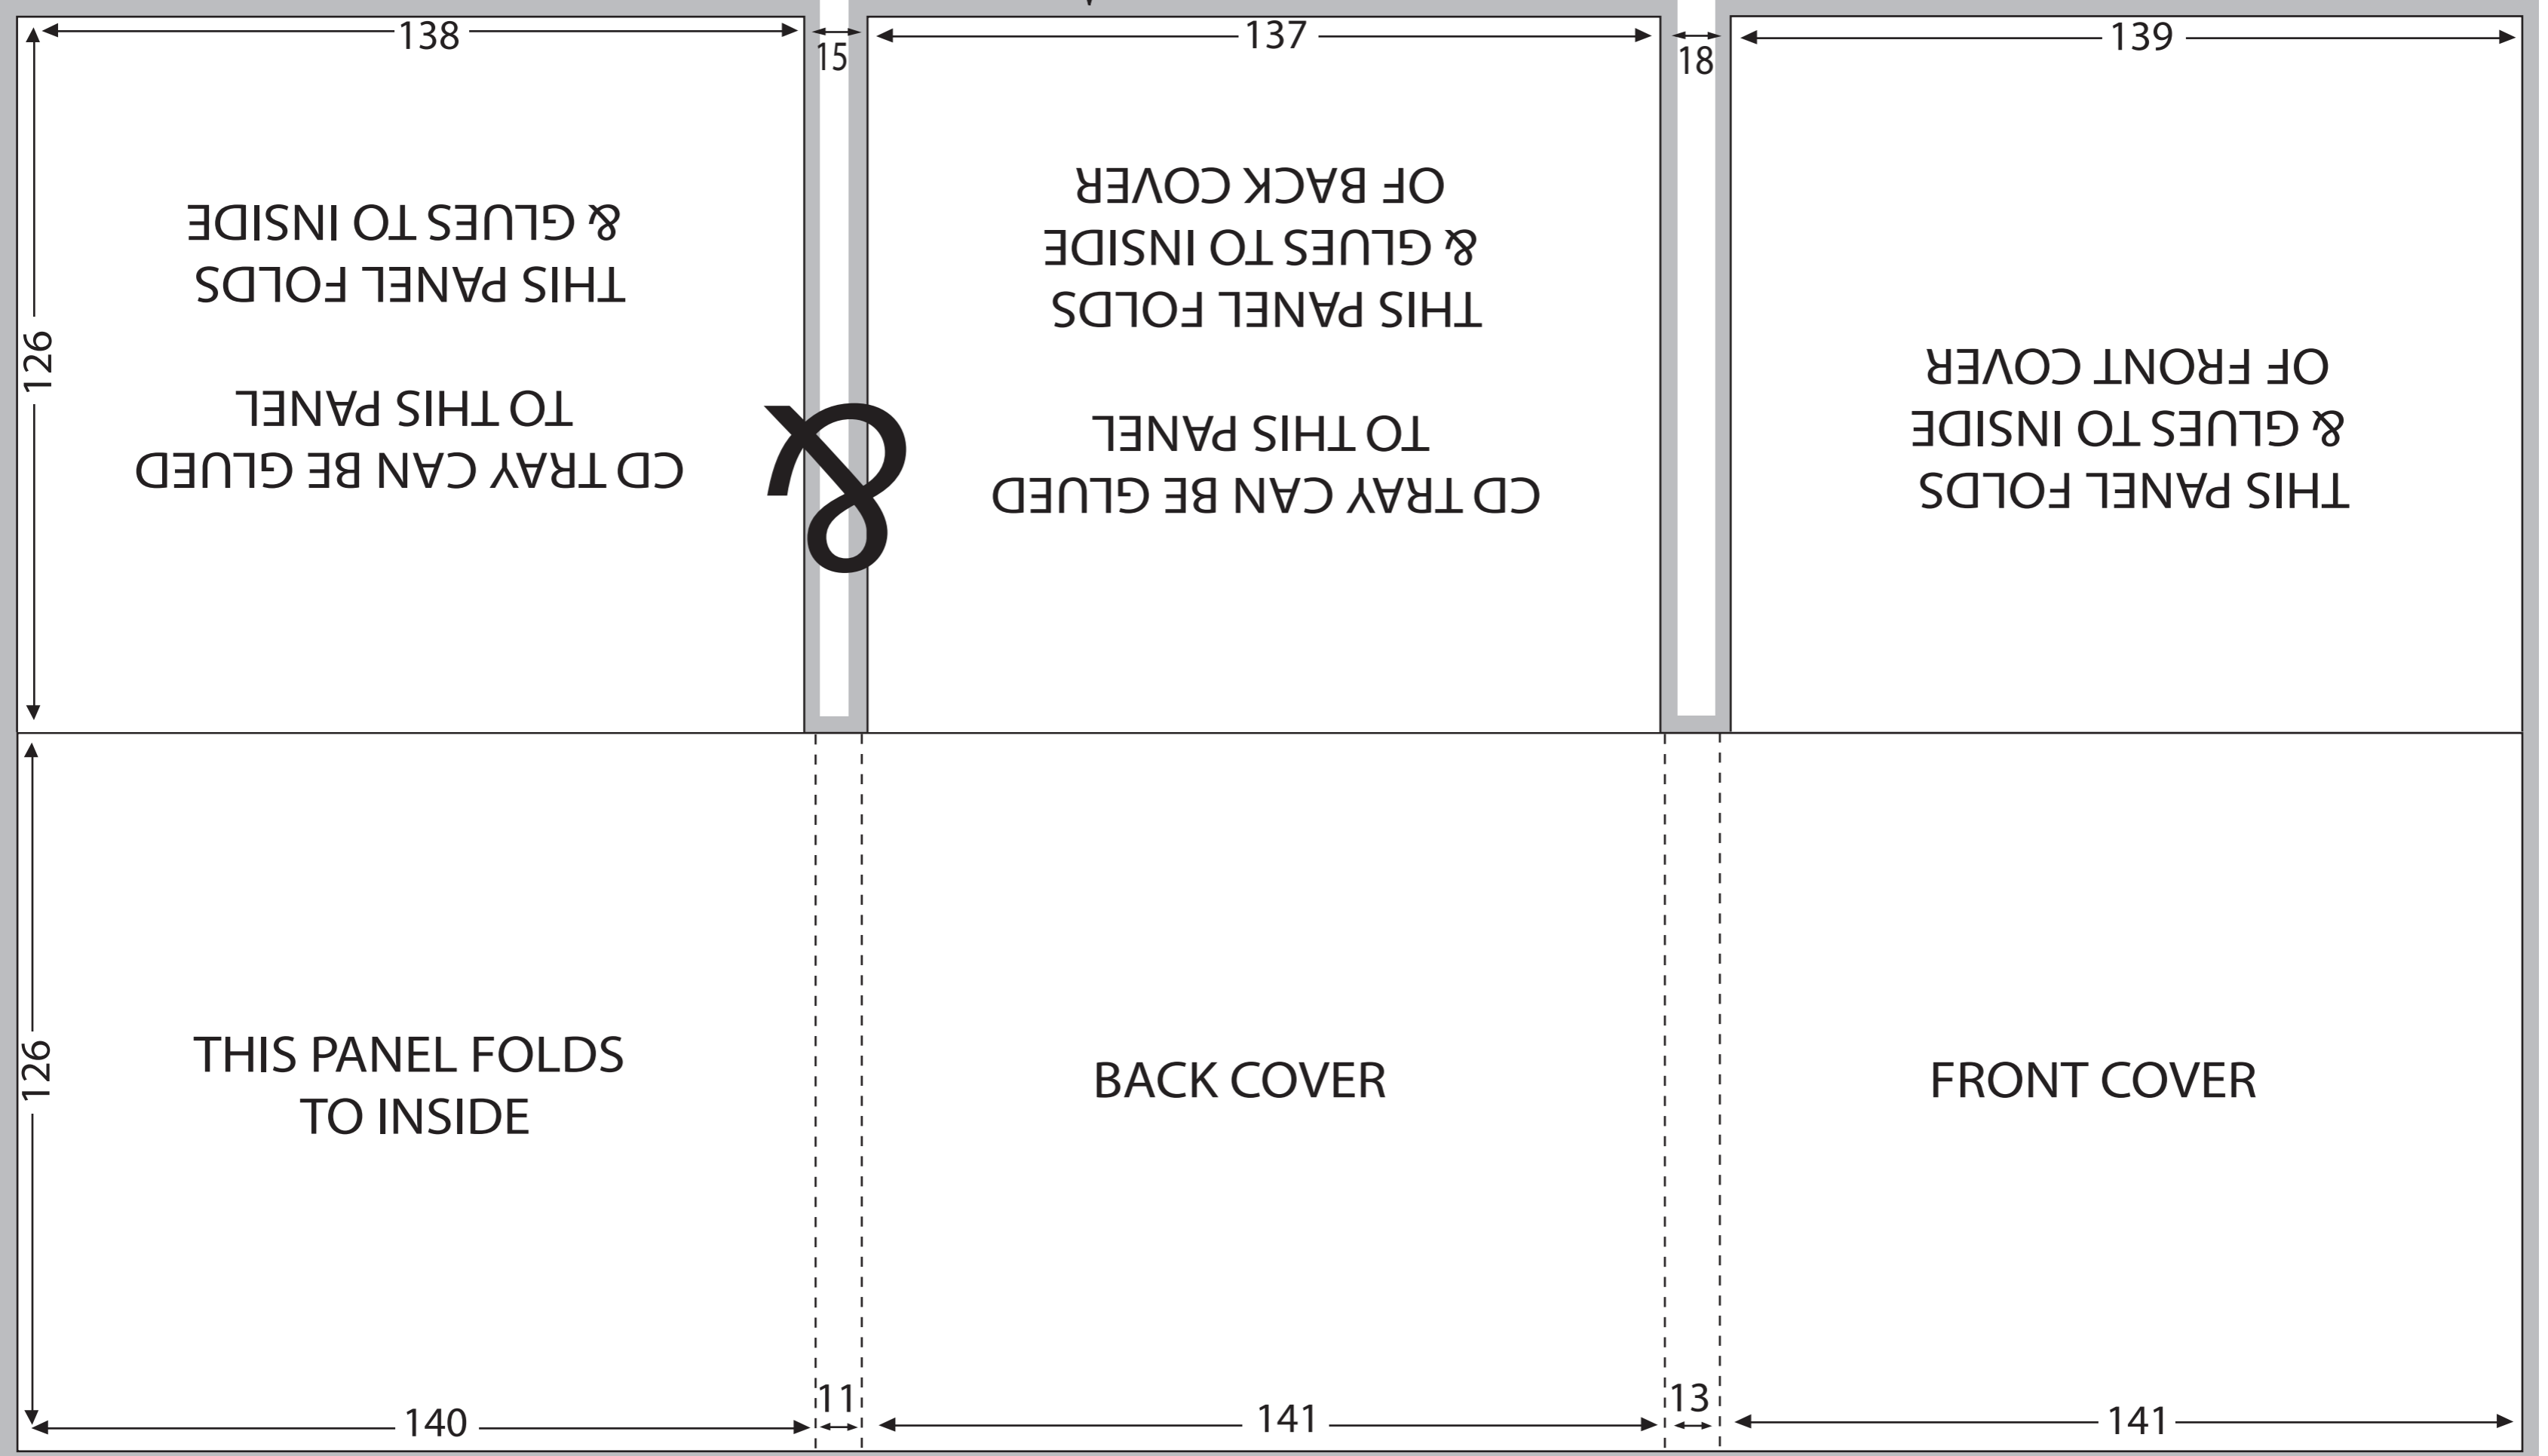 138
15
137
18
139
126
CD TRAY CAN BE GLUED
TO THIS PANEL
THIS PANEL FOLDS
& GLUES TO INSIDE
&
CD TRAY CAN BE GLUED
TO THIS PANEL
THIS PANEL FOLDS
& GLUES TO INSIDE
OF BACK COVER
THIS PANEL FOLDS
& GLUES TO INSIDE
OF FRONT COVER
126
THIS PANEL FOLDS
TO INSIDE
BACK COVER
FRONT COVER
140
11
141
13
141